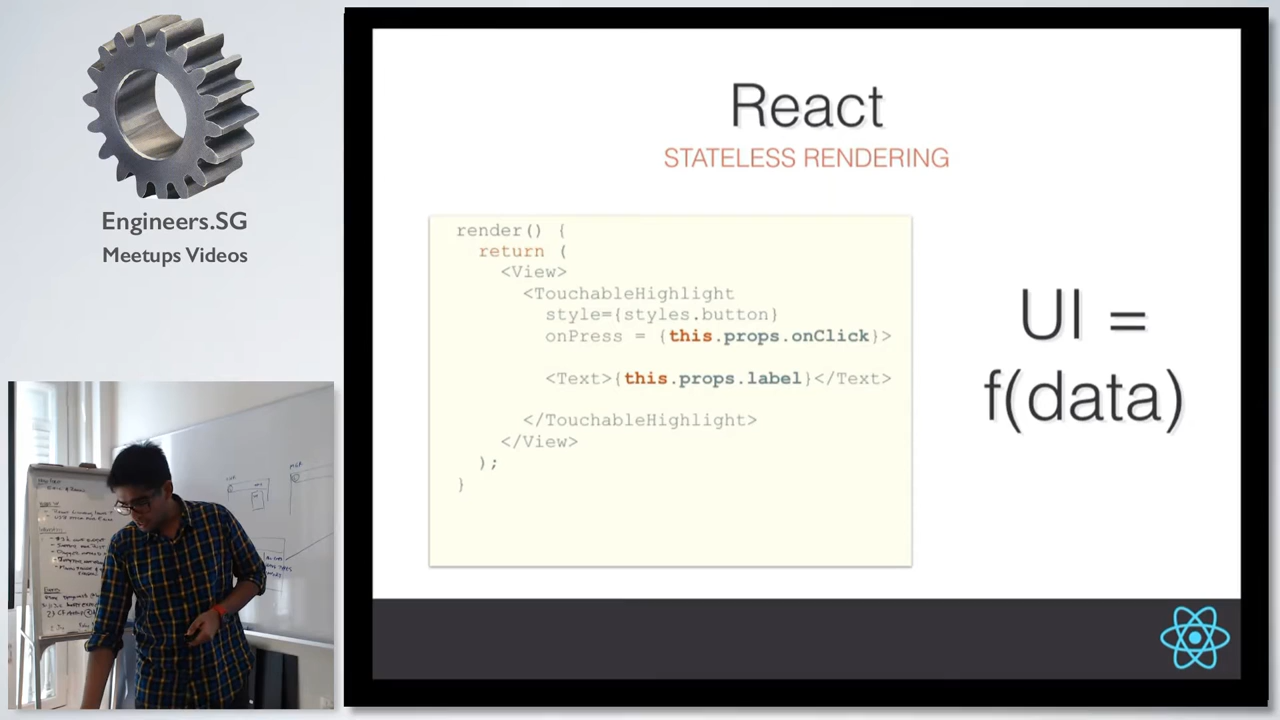 Engineers.SG
Meetups Videos
React
STATELESS RENDERING
render() {
return (
<View>
<TouchableHighlight
style={styles.button}
onPress = {this.props.onClick}>
<Text>{this.props.label}</Text>
</TouchableHighlight>
</View>
);
}
UI =
f(data)